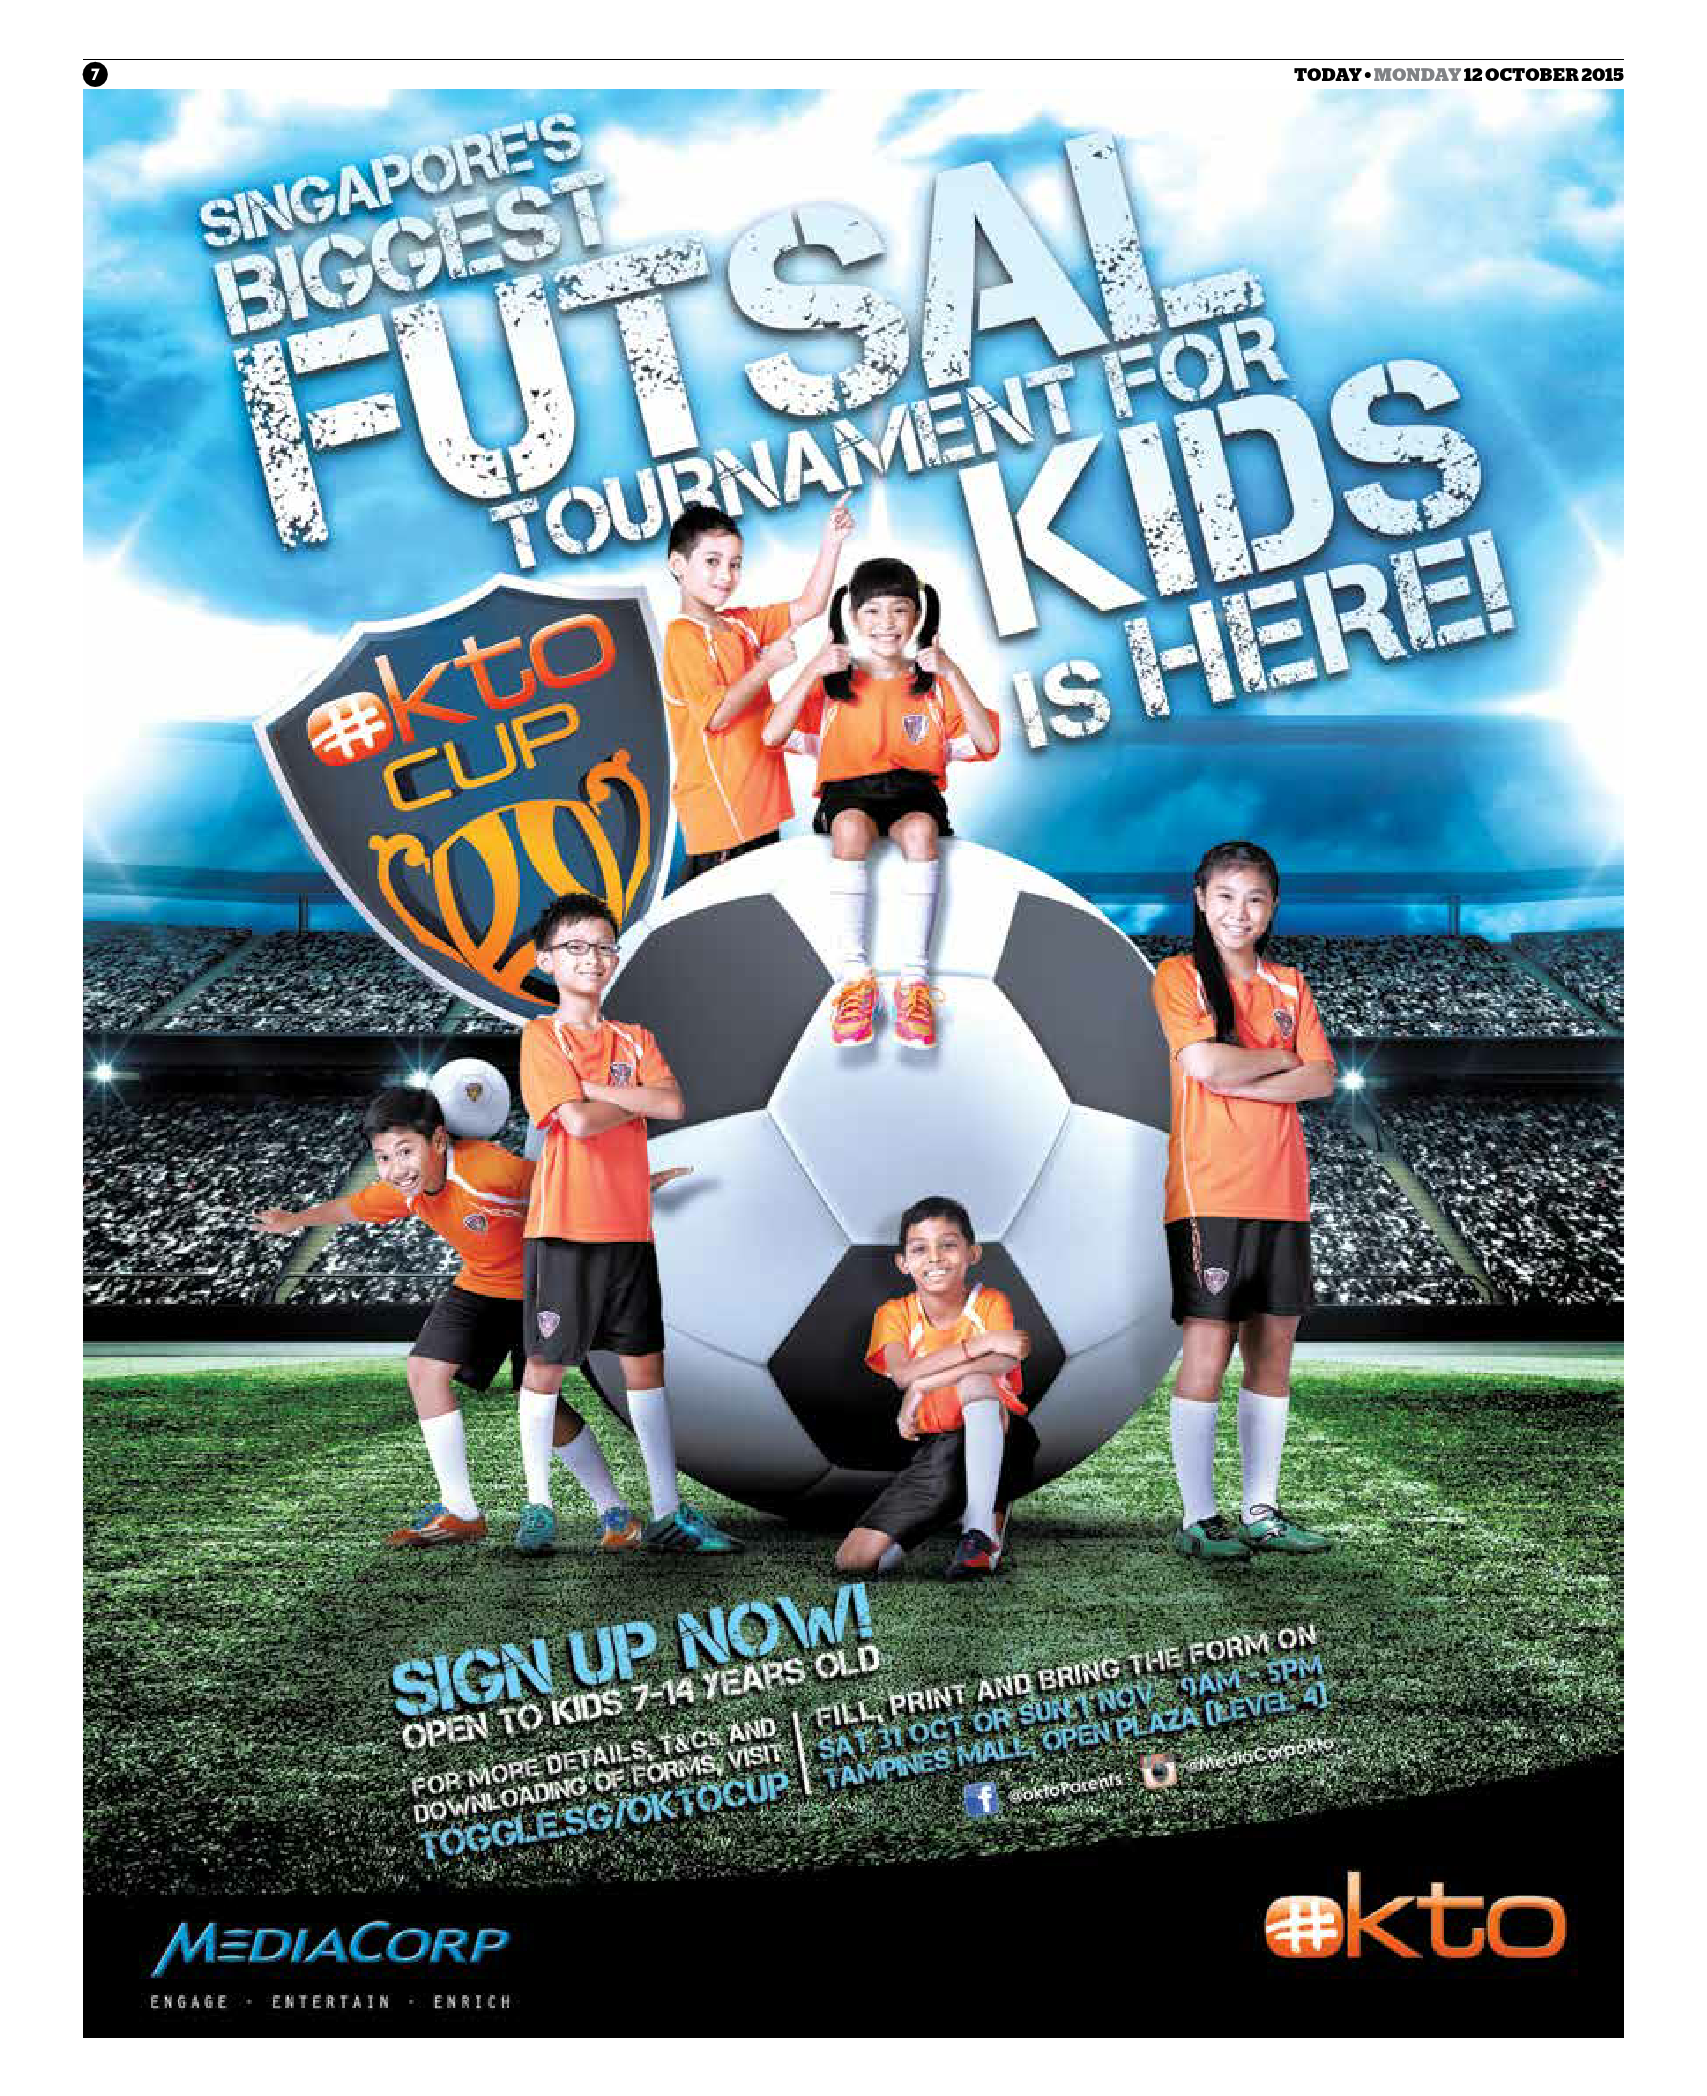 7
TODAY • MONDAY 12 OCTOBER 2015
SINGAPORE'S
BIGGEST
FUTSAL
TOURNAMENT FOR
KIDS
IS HERE!
#kto
CUP
SIGN UP NOW!
OPEN TO KIDS 7-14 YEARS OLD
FOR MORE DETAILS, T&Cs AND
DOWNLOADING OF FORMS, VISIT
TOGGLE.SG/OKTOCUP
FILL, PRINT AND BRING THE FORM ON
SAT 31 OCT OR SUN 1 NOV 9AM - 5PM
TAMPINES MALL, OPEN PLAZA (LEVEL 4)
f @oktoParents @MediaCorpokto
MEDIACORP
ENGAGE • ENTERTAIN • ENRICH
#kto